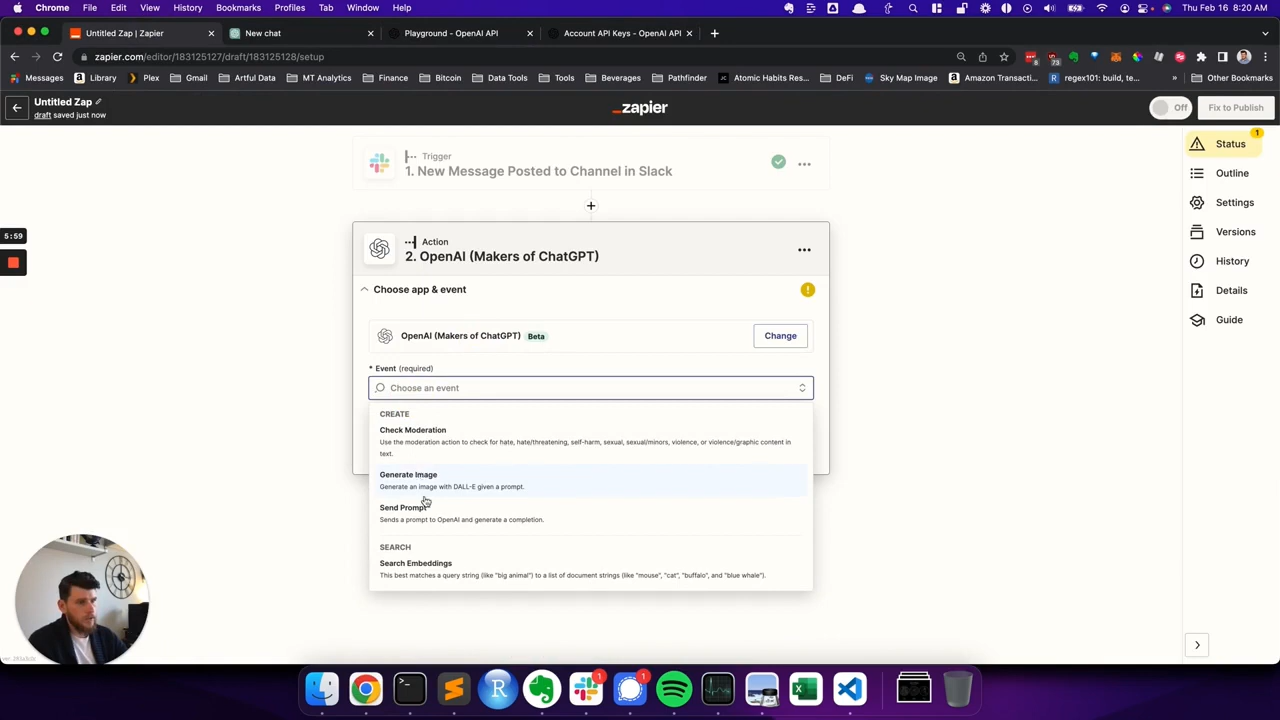 Chrome File Edit View History Bookmarks Profiles Tab Window Help
Thu Feb 16 8:20 AM
Untitled Zap | Zapier
New chat
Playground - OpenAI API
Account API Keys - OpenAI API
zapier.com/editor/183125127/draft/183125128/setup
Messages Library Plex Gmail Artful Data MT Analytics Finance Bitcoin Data Tools Tools Beverages Pathfinder Atomic Habits Res... DeFi Sky Map Image Amazon Transacti... regex101: build, te... Other Bookmarks
Untitled Zap
draft saved just now
_zapier
Off
Fix to Publish
Trigger
1. New Message Posted to Channel in Slack
Action
2. OpenAI (Makers of ChatGPT)
Choose app & event
OpenAI (Makers of ChatGPT) Beta
Change
* Event (required)
Choose an event
CREATE
Check Moderation
Use the moderation action to check for hate, hate/threatening, self-harm, sexual, sexual/minors, violence, or violence/graphic content in
text.
Generate Image
Generate an image with DALL-E given a prompt.
Send Prompt
Sends a prompt to OpenAI and generate a completion.
SEARCH
Search Embeddings
This best matches a query string (like "big animal") to a list of document strings (like "mouse", "cat", "buffalo", and "blue whale").
1
Status
Outline
Settings
Versions
History
Details
Guide
5:59
1
1